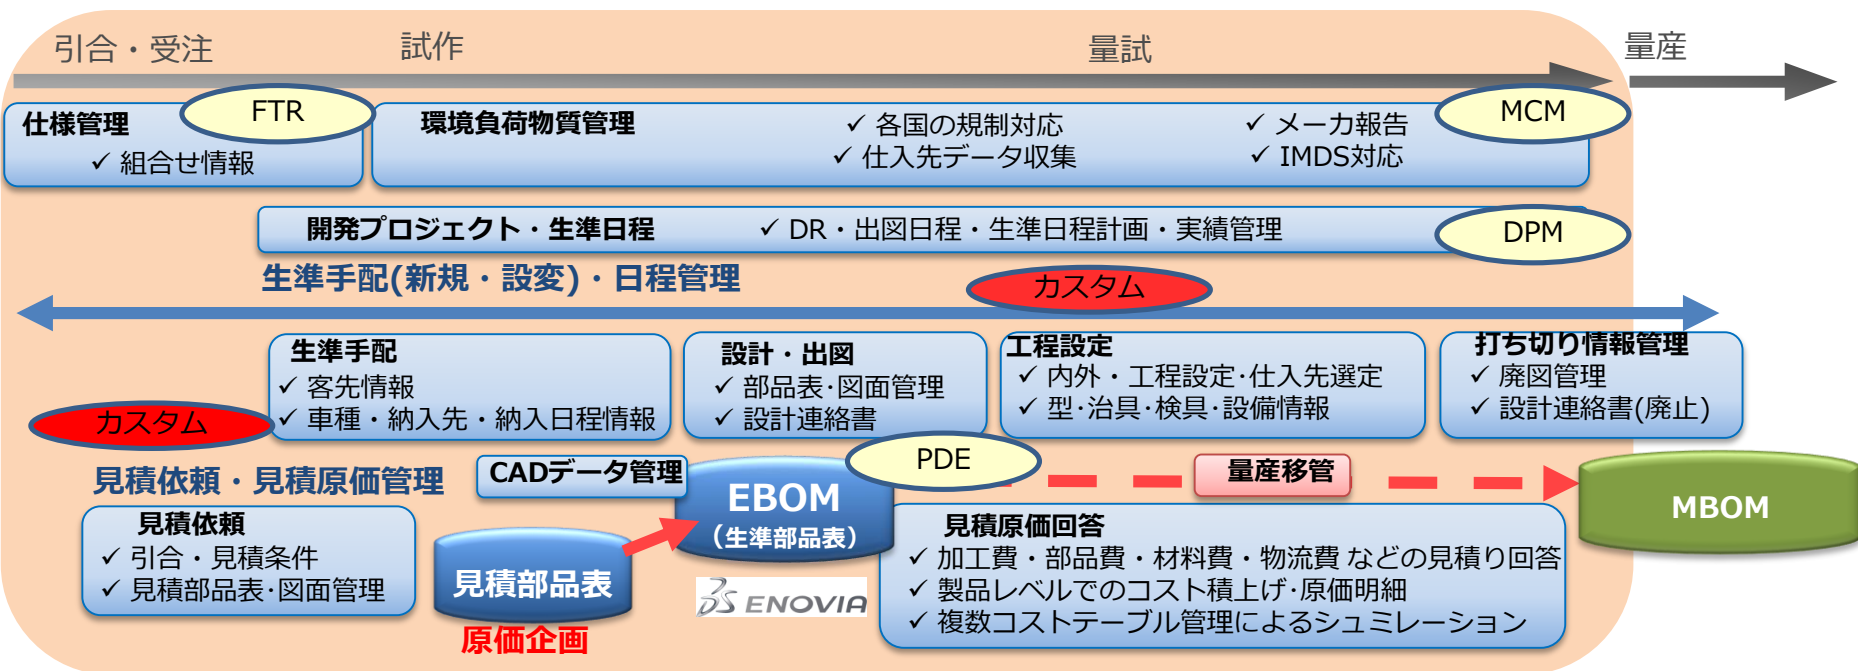 引合・受注
試作
量試
量産
仕様管理
FTR
✓ 組合せ情報
環境負荷物質管理
✓ 各国の規制対応
✓ メーカ報告
✓ 仕入先データ収集
✓ IMDS対応
MCM
開発プロジェクト・生準日程
✓ DR・出図日程・生準日程計画・実績管理
DPM
生準手配(新規・設変)・日程管理
カスタム
生準手配
✓ 客先情報
✓ 車種・納入先・納入日程情報
設計・出図
✓ 部品表･図面管理
✓ 設計連絡書
工程設定
✓ 内外・工程設定･仕入先選定
✓ 型･治具･検具･設備情報
打ち切り情報管理
✓ 廃図管理
✓ 設計連絡書(廃止)
カスタム
見積依頼・見積原価管理
CADデータ管理
PDE
EBOM
（生準部品表）
量産移管
MBOM
見積依頼
✓ 引合・見積条件
✓ 見積部品表･図面管理
見積部品表
原価企画
ENOVIA
見積原価回答
✓ 加工費・部品費・材料費・物流費 などの見積り回答
✓ 製品レベルでのコスト積上げ･原価明細
✓ 複数コストテーブル管理によるシュミレーション